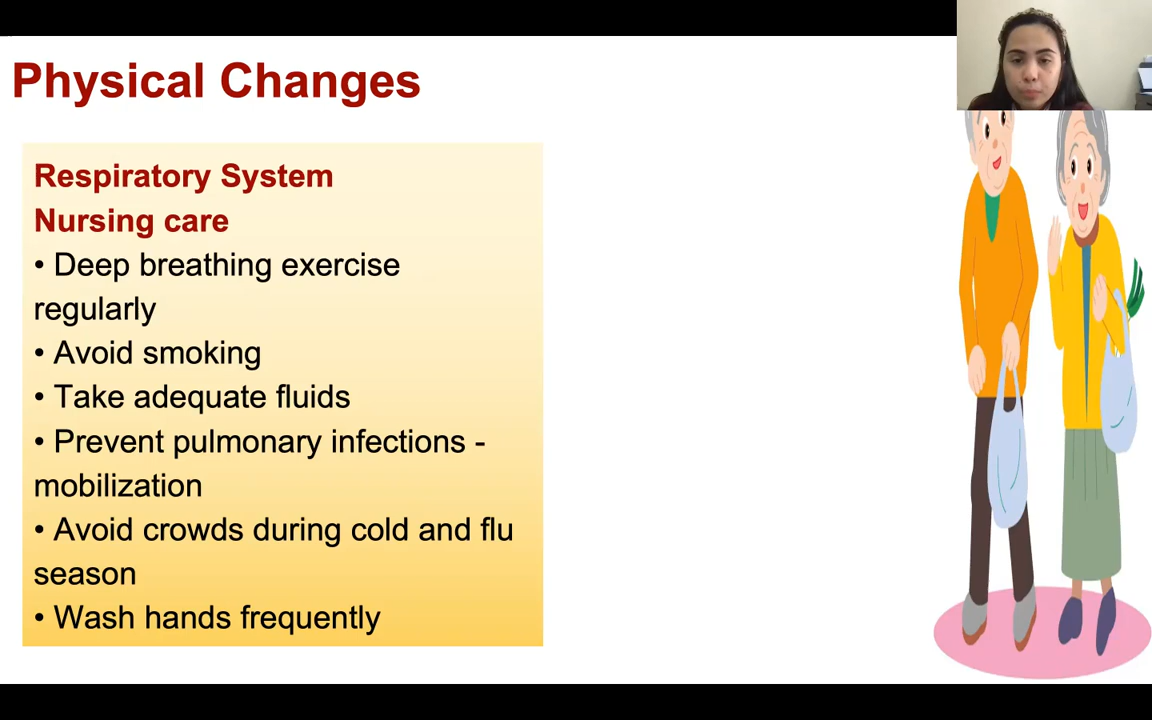 Physical Changes
Respiratory System
Nursing care
• Deep breathing exercise
regularly
• Avoid smoking
• Take adequate fluids
• Prevent pulmonary infections -
mobilization
• Avoid crowds during cold and flu
season
• Wash hands frequently